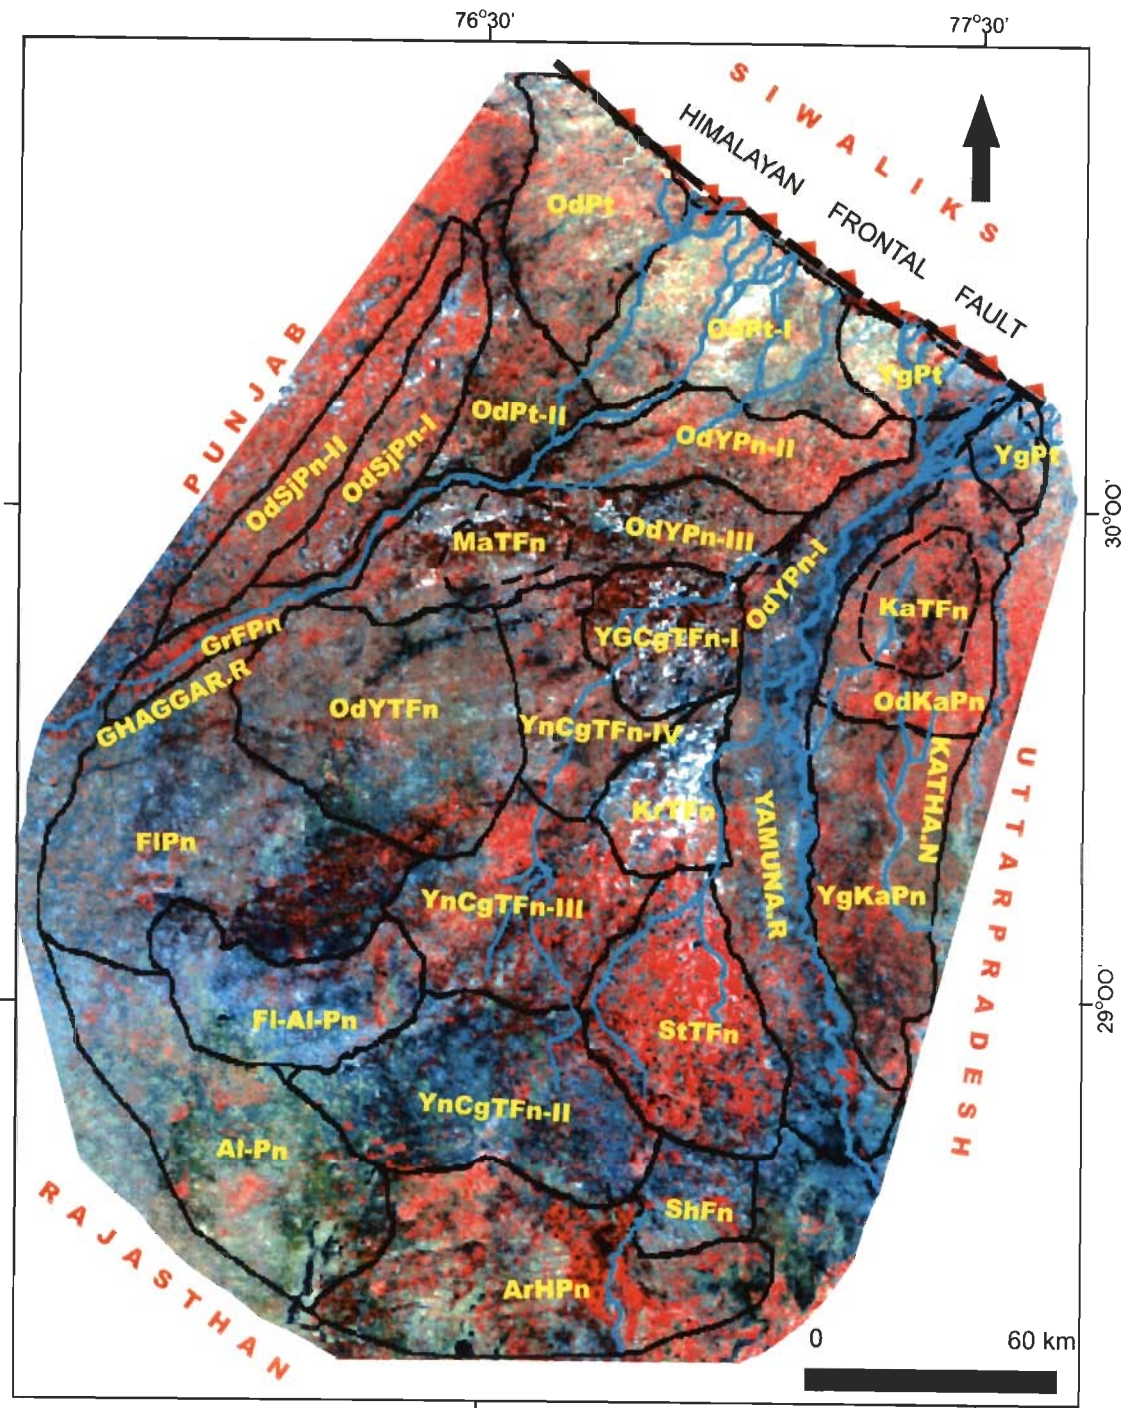 76°30'
77°30'
SIWALIKS
HIMALAYAN FRONTAL FAULT
OdPt
OdPt-I
YgPt
PUNJAB
OdPt-II
OdYPn-II
YgPt
OdSjPn-II
OdSjPn-I
30°00'
MaTFn
OdYPn-III
OdYPn-I
KaTFn
GrFPn
YGCgTFn-I
GHAGGAR.R
OdYTFn
YnCgTFn-IV
OdKaPn
KATHA.N
KrTFn
YAMUNA.R
UTTARPRADESH
FlPn
YnCgTFn-III
YgKaPn
29°00'
Fl-Al-Pn
StTFn
YnCgTFn-II
Al-Pn
RAJASTHAN
ShFn
ArHPn
0 60 km